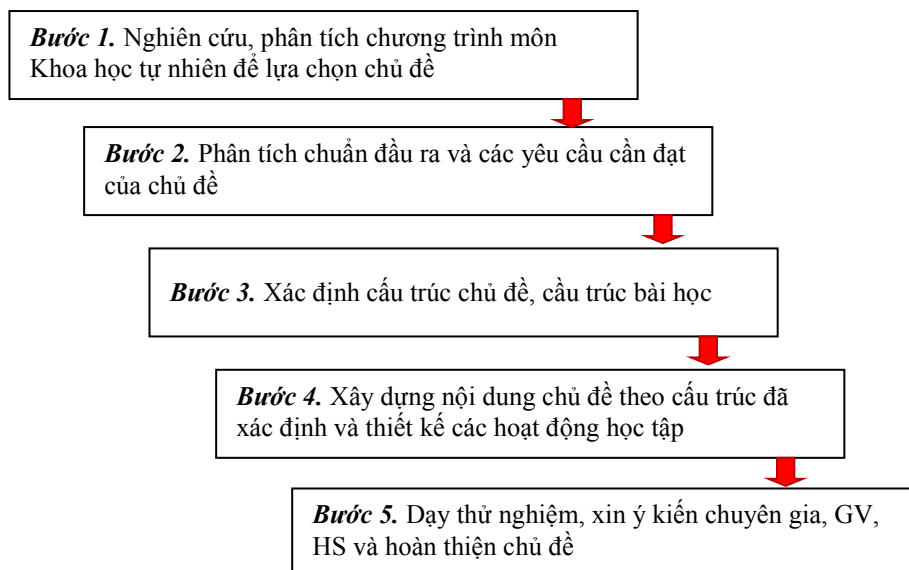 Bước 1. Nghiên cứu, phân tích chương trình môn
Khoa học tự nhiên để lựa chọn chủ đề
Bước 2. Phân tích chuẩn đầu ra và các yêu cầu cần đạt
của chủ đề
Bước 3. Xác định cấu trúc chủ đề, cầu trúc bài học
Bước 4. Xây dựng nội dung chủ đề theo cấu trúc đã
xác định và thiết kế các hoạt động học tập
Bước 5. Dạy thử nghiệm, xin ý kiến chuyên gia, GV,
HS và hoàn thiện chủ đề